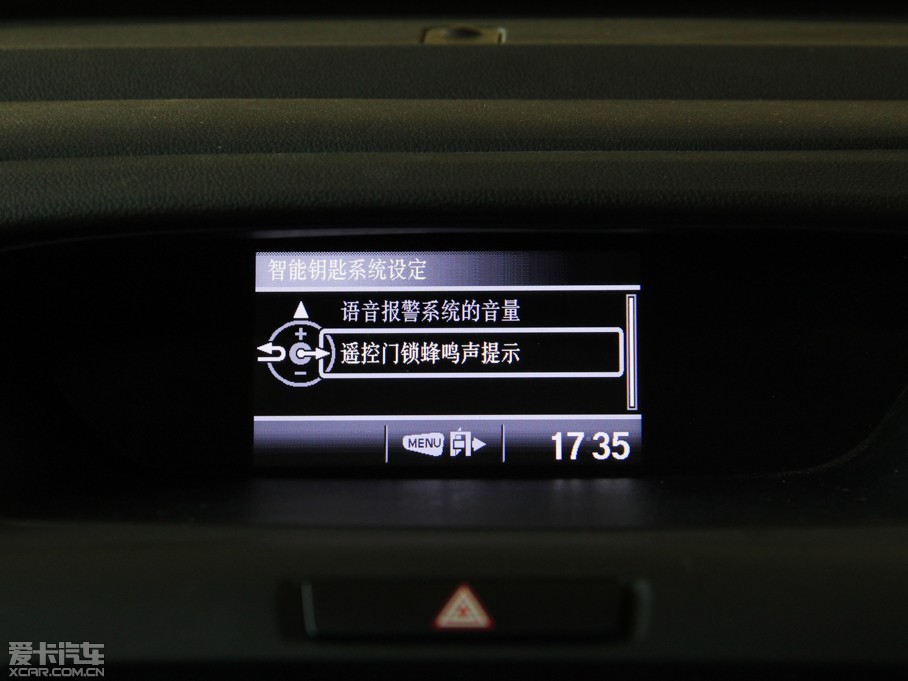 智能钥匙系统设定
语音报警系统的音量
+
遥控门锁蜂鸣声提示
−
MENU
17 35
爱卡汽车
XCAR.COM.CN